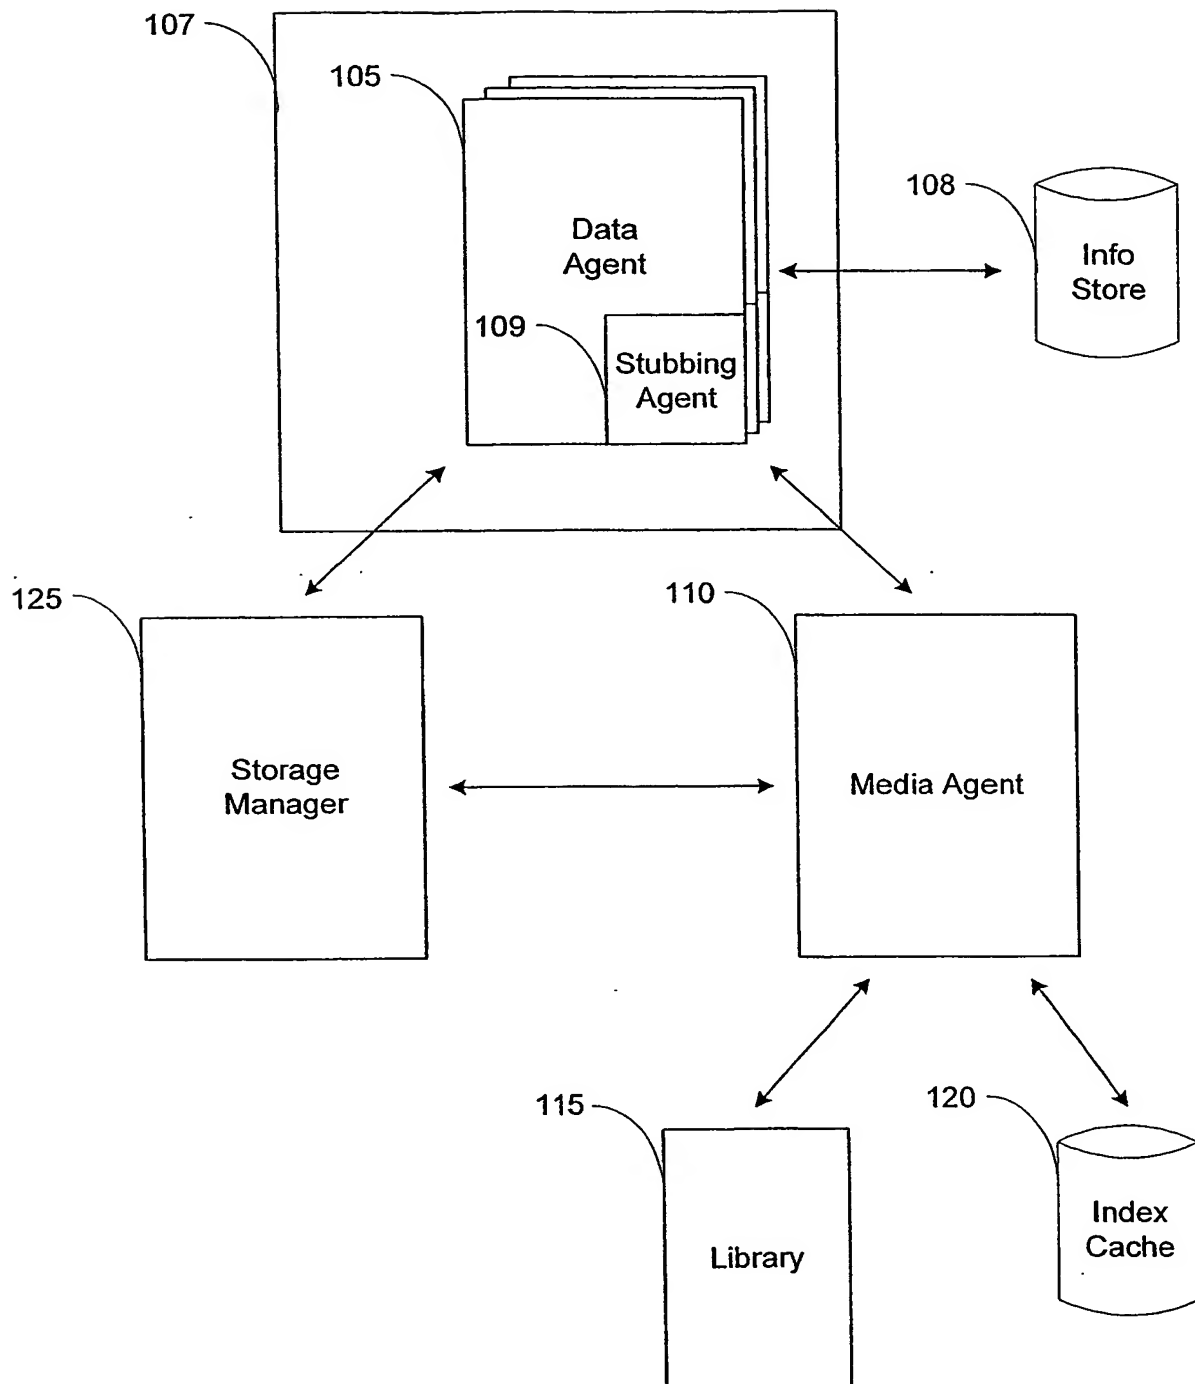 107
105
Data
Agent
108
Info
Store
109
Stubbing
Agent
125
110
Storage
Manager
Media Agent
115
120
Library
Index
Cache